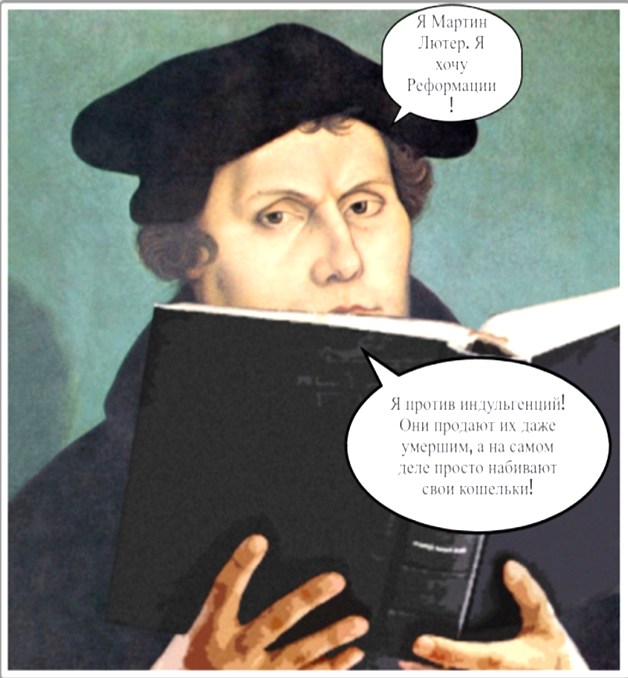 Я Мартин
Лютер. Я
хочу
Реформации
!
Я против индульгенций!
Они продают их даже
умершим, а на самом
деле просто набивают
свои кошельки!